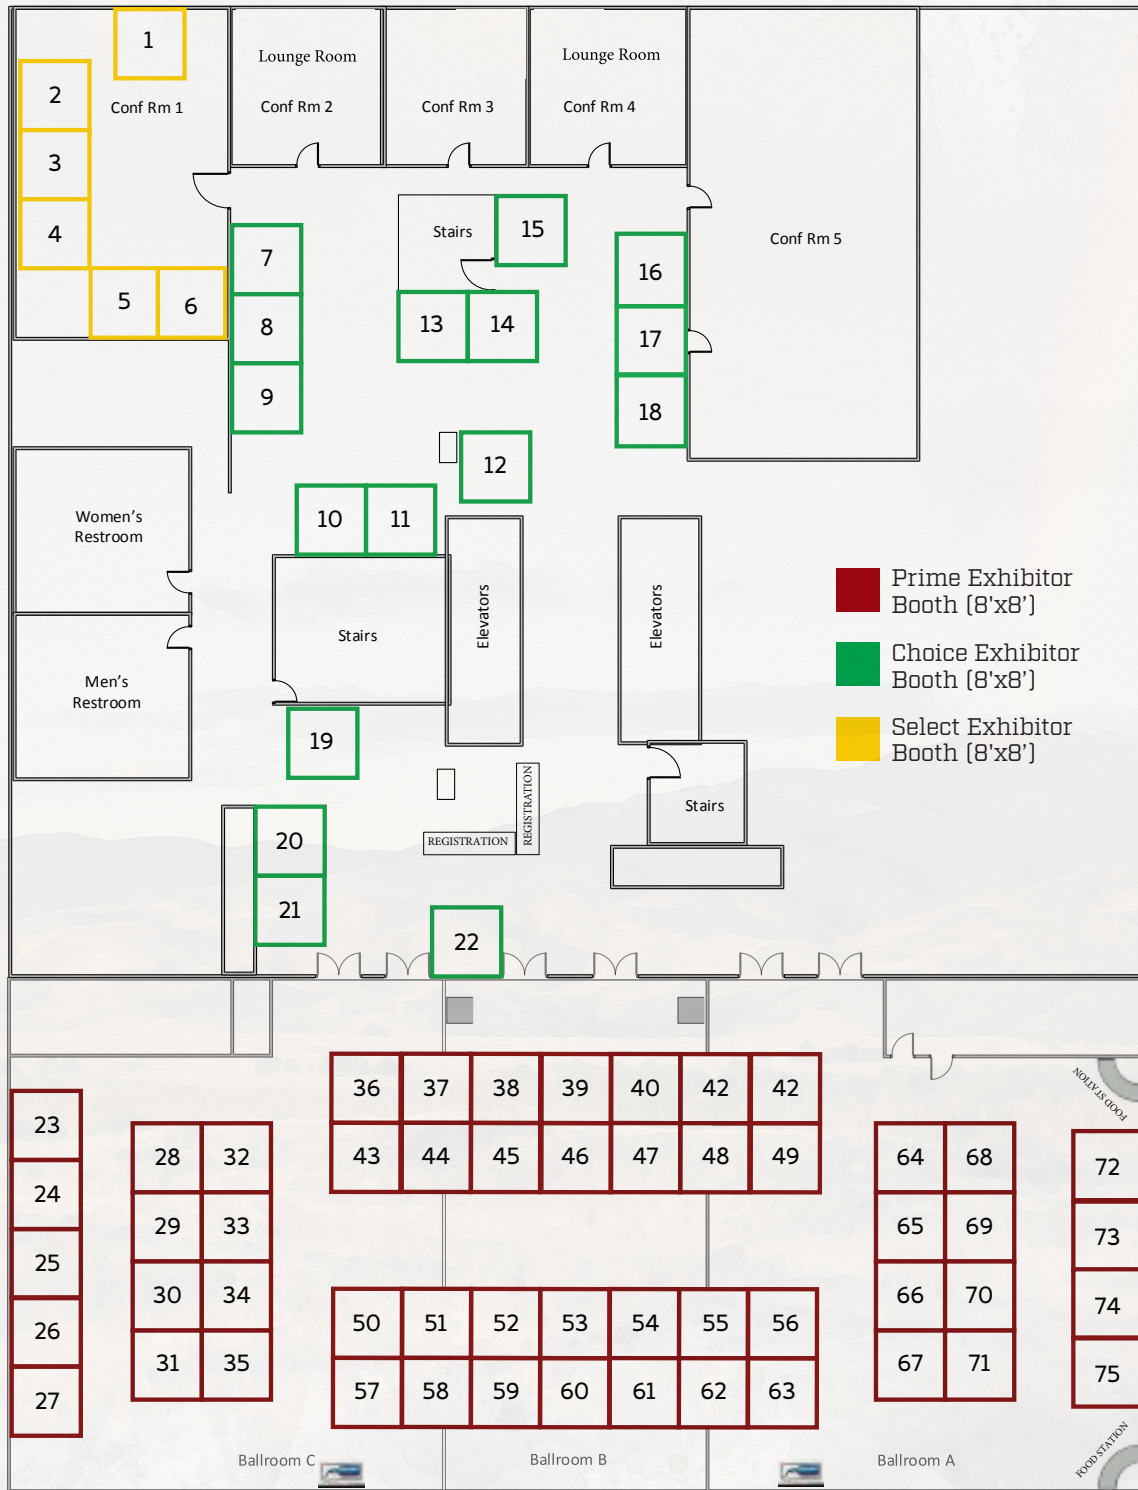 1
Lounge Room
Lounge Room
2
Conf Rm 1
Conf Rm 2
Conf Rm 3
Conf Rm 4
3
4
Stairs
15
Conf Rm 5
7
16
5
6
8
13
14
17
9
18
12
10
11
Women's
Restroom
Prime Exhibitor
Booth (8'x8')
Elevators
Elevators
Stairs
Choice Exhibitor
Booth (8'x8')
Men's
Restroom
Select Exhibitor
Booth (8'x8')
19
REGISTRATION
Stairs
20
REGISTRATION
21
22
36 37 38 39 40 42 42
FOOD STATION
23
43 44 45 46 47 48 49
28 32
64 68
72
24
29 33
65 69
73
25
30 34
66 70
74
26
50 51 52 53 54 55 56
31 35
67 71
75
27
57 58 59 60 61 62 63
FOOD STATION
Ballroom C
Ballroom B
Ballroom A